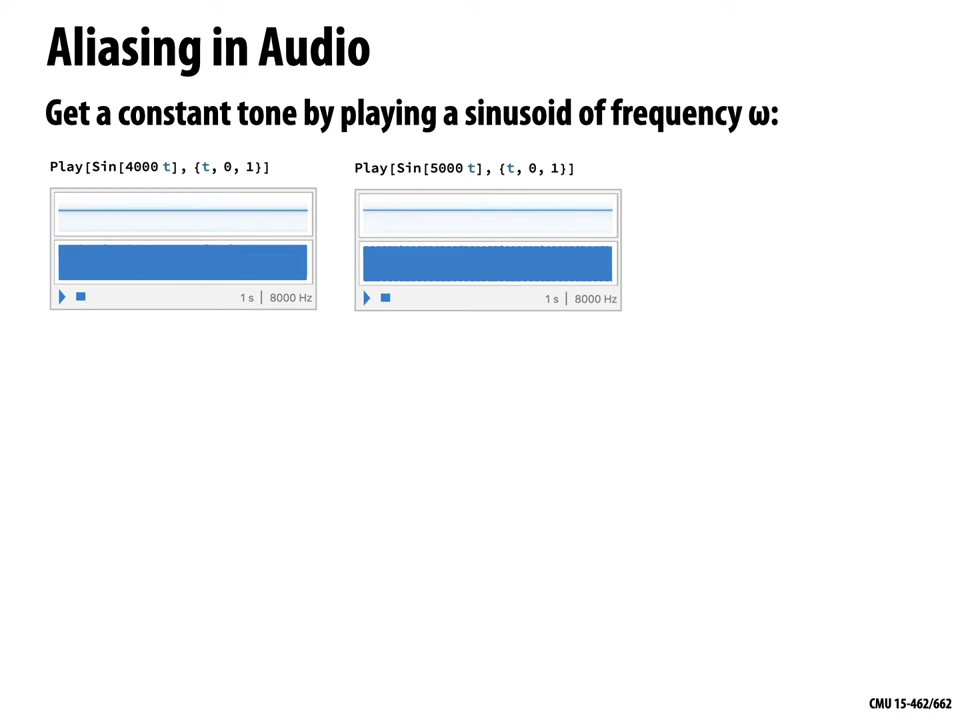 Aliasing in Audio
Get a constant tone by playing a sinusoid of frequency ω:
Play[Sin[4000 t], {t, 0, 1}]
1 s | 8000 Hz
Play[Sin[5000 t], {t, 0, 1}]
1 s | 8000 Hz
CMU 15-462/662